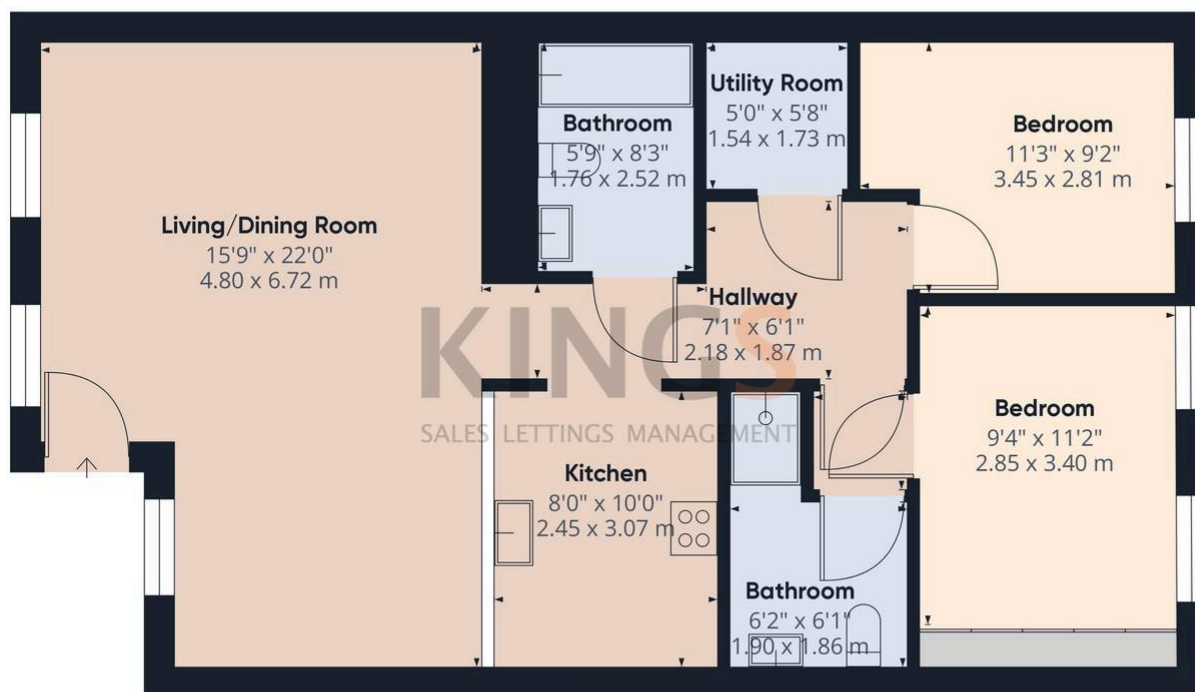 Living/Dining Room
15'9" x 22'0"
4.80 x 6.72 m
Bathroom
5'9" x 8'3"
1.76 x 2.52 m
Utility Room
5'0" x 5'8"
1.54 x 1.73 m
Bedroom
11'3" x 9'2"
3.45 x 2.81 m
Hallway
7'1" x 6'1"
2.18 x 1.87 m
KINGS
SALES LETTINGS MANAGEMENT
Kitchen
8'0" x 10'0"
2.45 x 3.07 m
Bedroom
9'4" x 11'2"
2.85 x 3.40 m
Bathroom
6'2" x 6'1"
1.90 x 1.86 m